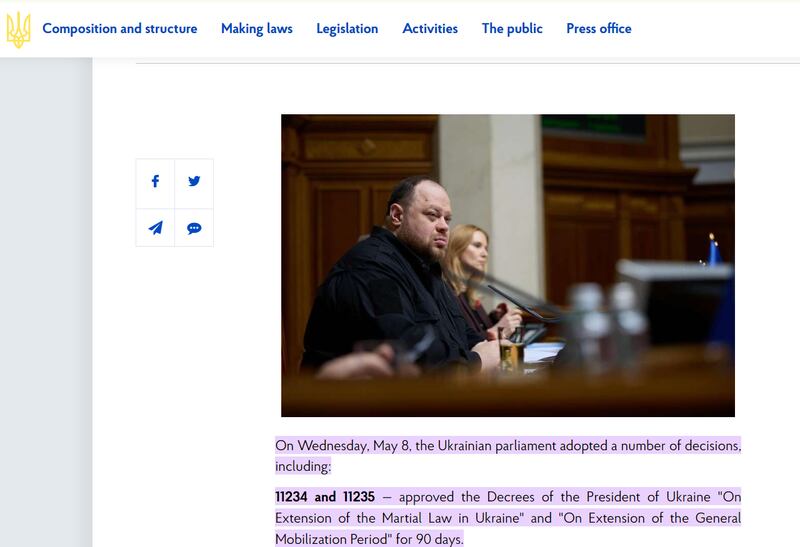 Composition and structure Making laws Legislation Activities The public Press office
On Wednesday, May 8, the Ukrainian parliament adopted a number of decisions,
including:
11234 and 11235 – approved the Decrees of the President of Ukraine "On
Extension of the Martial Law in Ukraine" and "On Extension of the General
Mobilization Period" for 90 days.